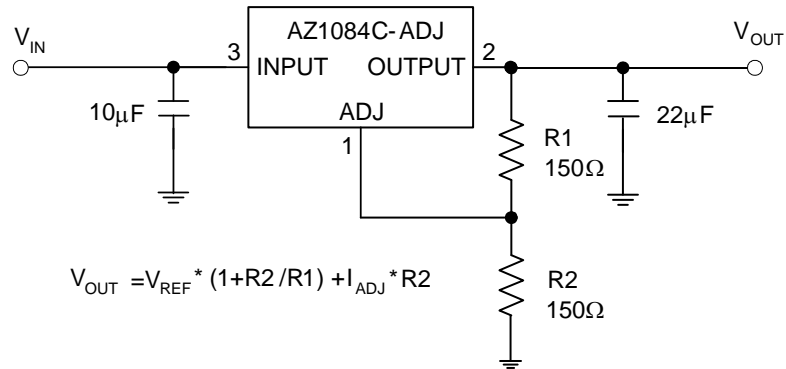 AZ1084C-ADJ
V_IN
3
INPUT
OUTPUT
2
V_OUT
10μF
ADJ
1
R1
150Ω
22μF
V_OUT =V_REF * (1+R2/R1) +I_ADJ*R2
R2
150Ω